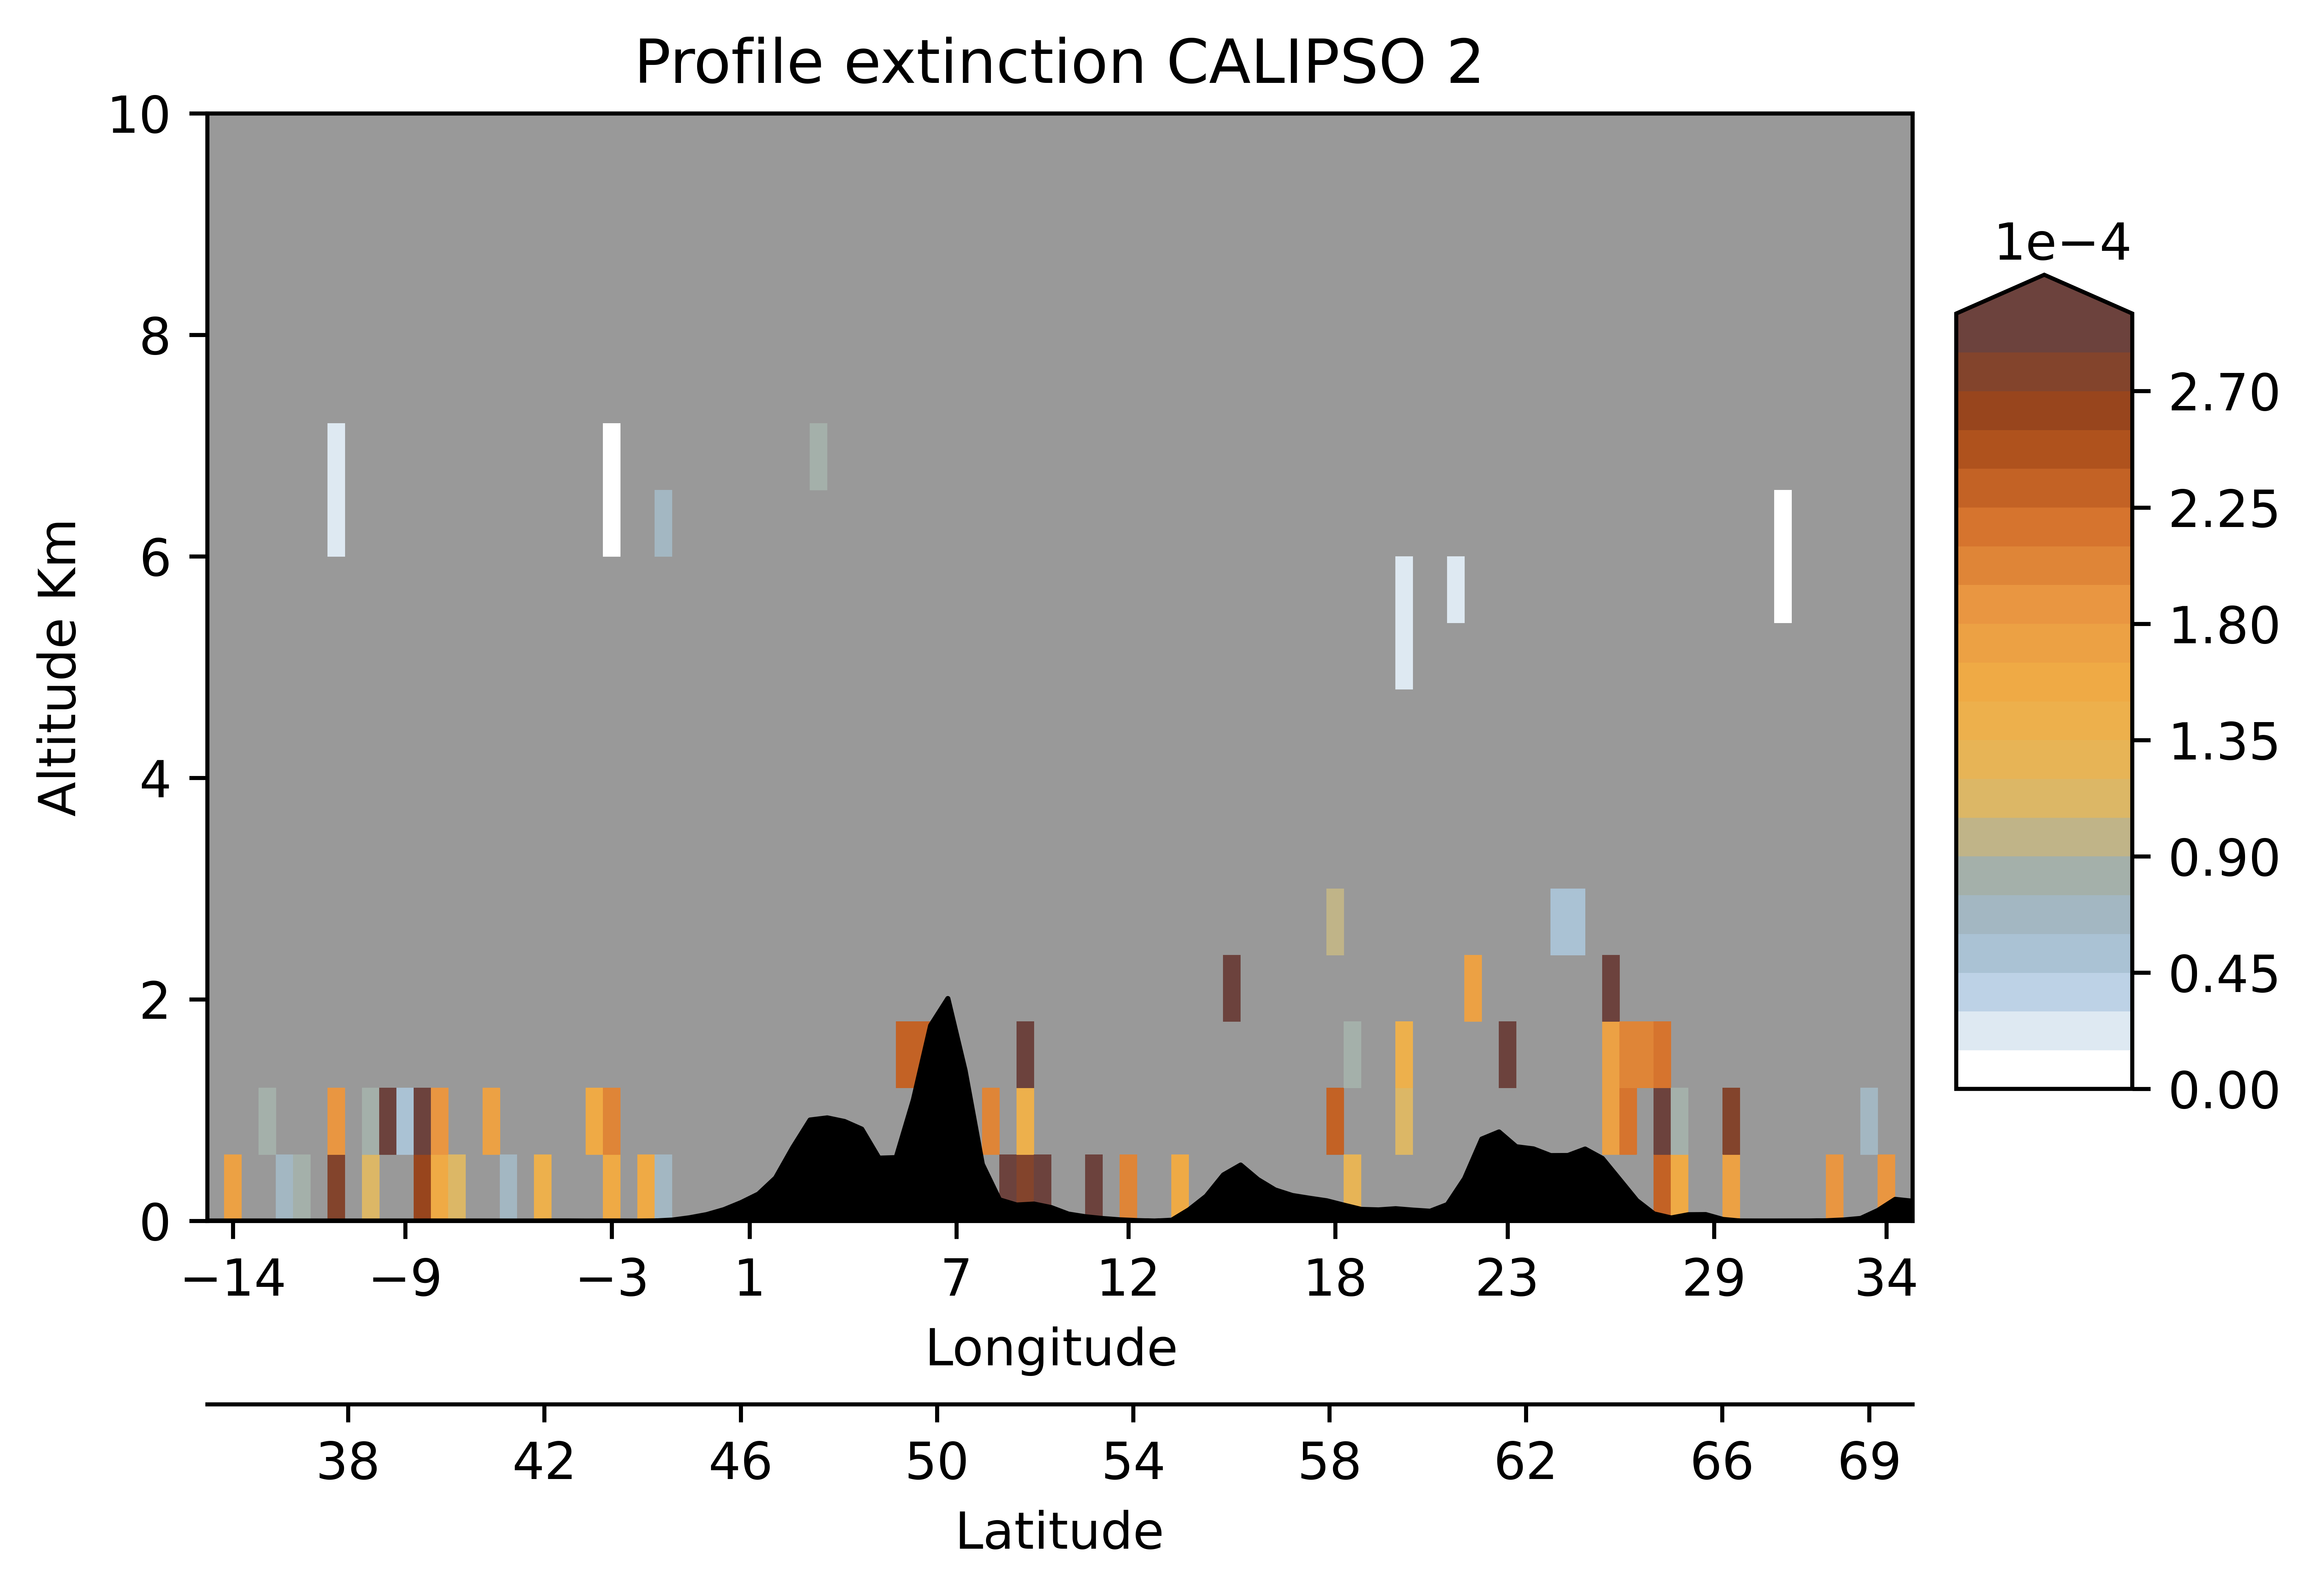 Profile extinction CALIPSO 2
10
8
6
4
2
0
Altitude Km
−14 −9 −3 1 7 12 18 23 29 34
Longitude
38 42 46 50 54 58 62 66 69
Latitude
1e−4
2.70
2.25
1.80
1.35
0.90
0.45
0.00